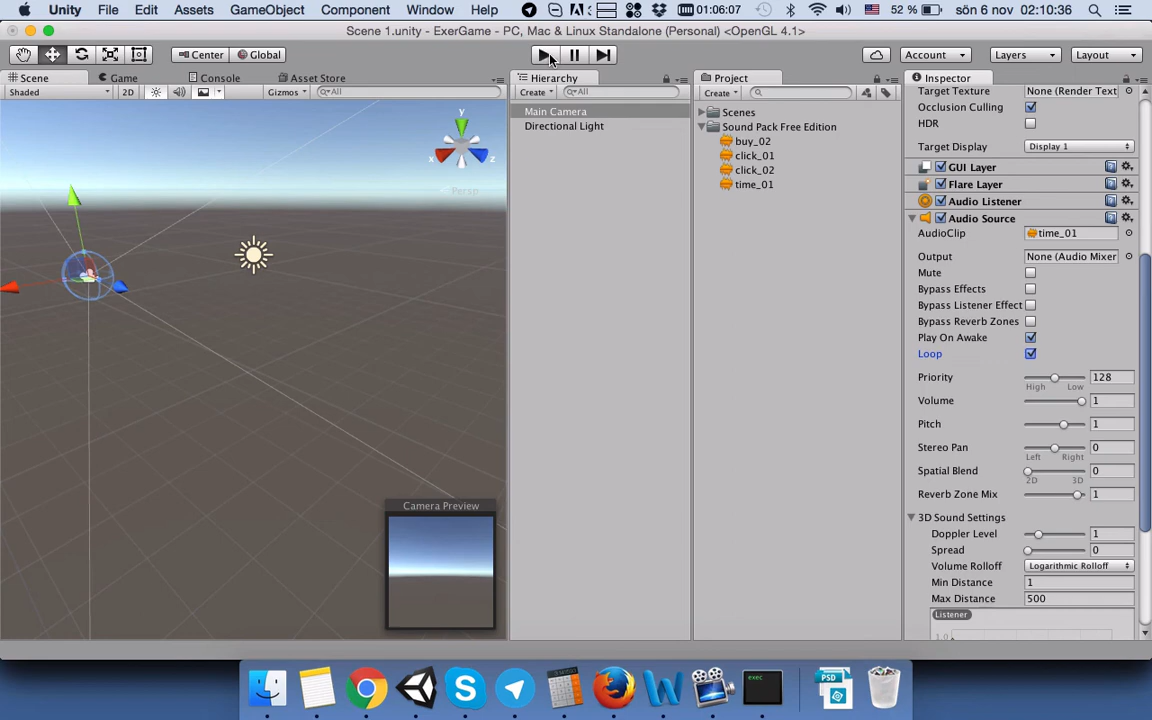 Unity File Edit Assets GameObject Component Window Help 01:06:07 52 % sön 6 nov 02:10:36
Scene 1.unity - ExerGame - PC, Mac & Linux Standalone (Personal) <OpenGL 4.1>
Center Global Account Layers Layout
Scene Game Console Asset Store Hierarchy Project Inspector
Shaded 2D Gizmos All Create All Create
Target Texture None (Render Text
Occlusion Culling
HDR
Target Display Display 1
GUI Layer
Flare Layer
Audio Listener
Audio Source
AudioClip time_01
Output None (Audio Mixer
Mute
Bypass Effects
Bypass Listener Effect
Bypass Reverb Zones
Play On Awake
Loop
Priority 128
High Low
Volume 1
Pitch 1
Stereo Pan 0
Left Right
Spatial Blend 0
2D 3D
Reverb Zone Mix 1
3D Sound Settings
Doppler Level 1
Spread 0
Volume Rolloff Logarithmic Rolloff
Min Distance 1
Max Distance 500
Listener
1.0
Main Camera
Directional Light
Scenes
Sound Pack Free Edition
buy_02
click_01
click_02
time_01
y
x
z
Persp
Camera Preview
exec
PSD